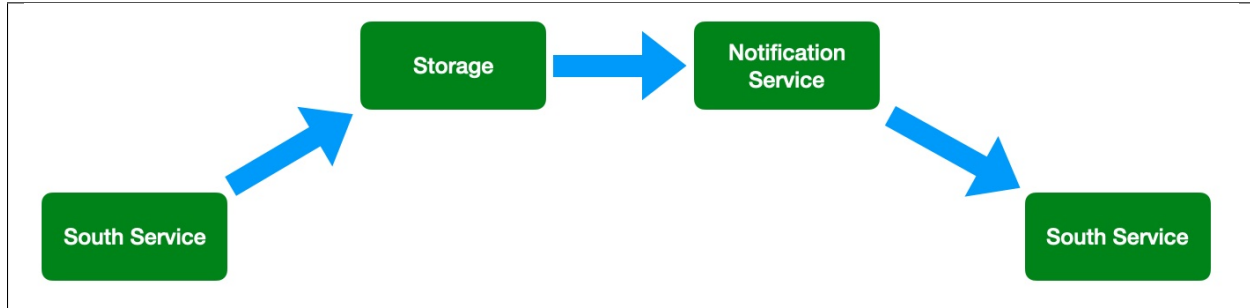 Storage
Notification
Service
South Service
South Service